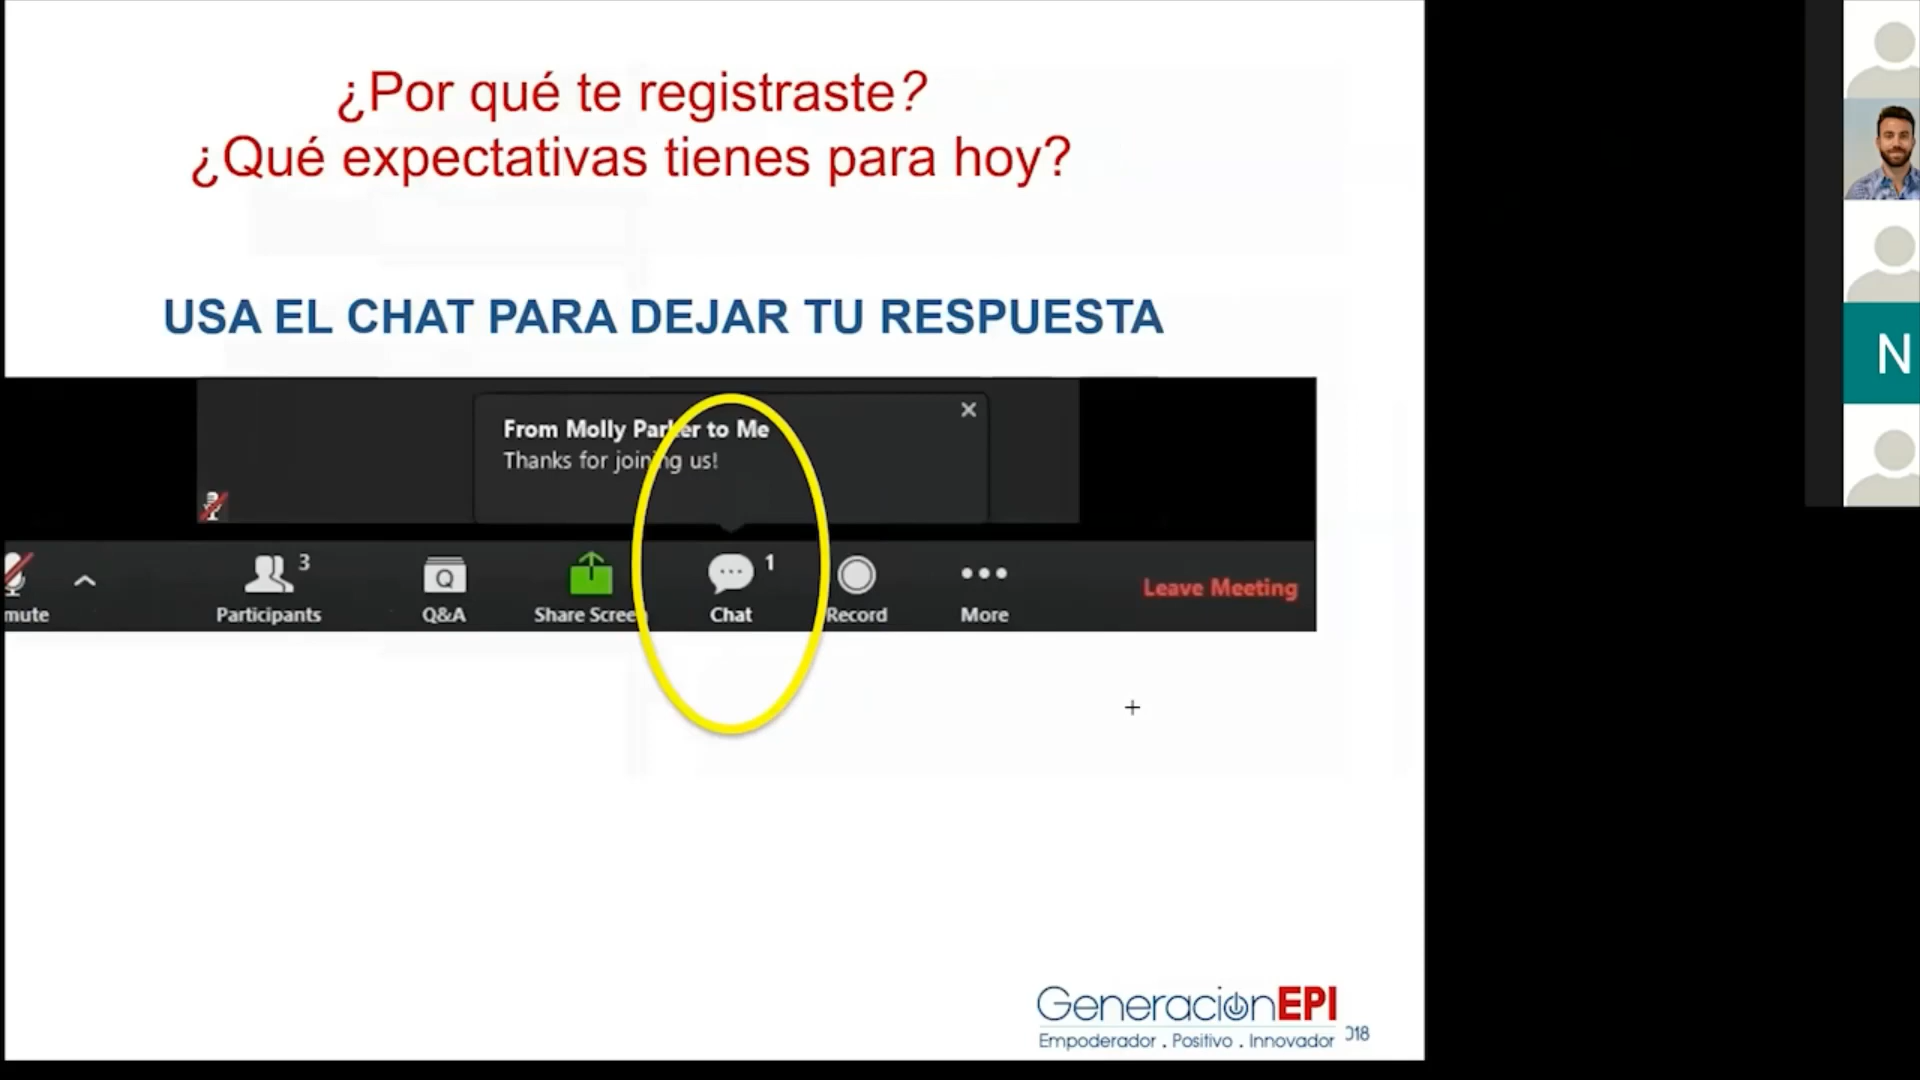 ¿Por qué te registraste?
¿Qué expectativas tienes para hoy?
USA EL CHAT PARA DEJAR TU RESPUESTA
From Molly Parker to Me
Thanks for joining us!
mute
3
Participants
Q
Q&A
Share Screen
1
Chat
Record
More
Leave Meeting
N
GeneraciónEPI
Empoderador . Positivo . Innovador
018